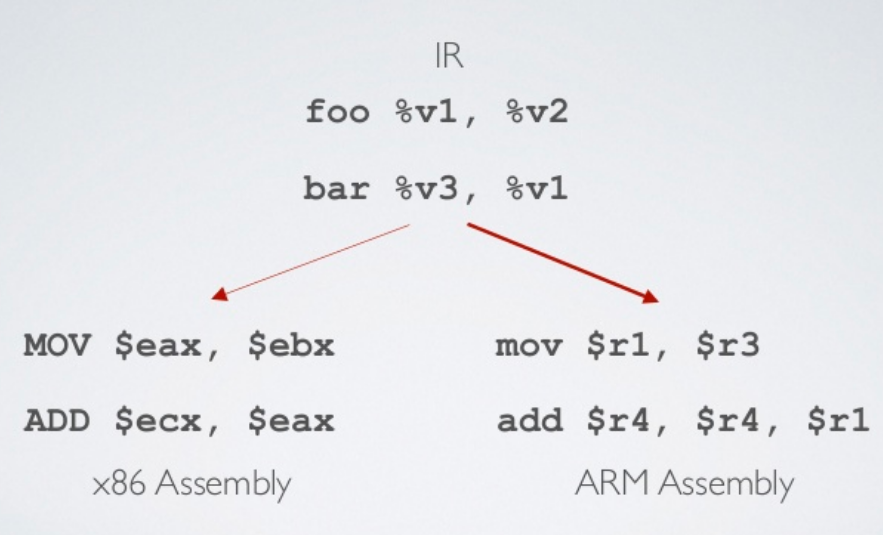 IR
foo %v1, %v2
bar %v3, %v1
MOV $eax, $ebx
ADD $ecx, $eax
x86 Assembly
mov $r1, $r3
add $r4, $r4, $r1
ARM Assembly